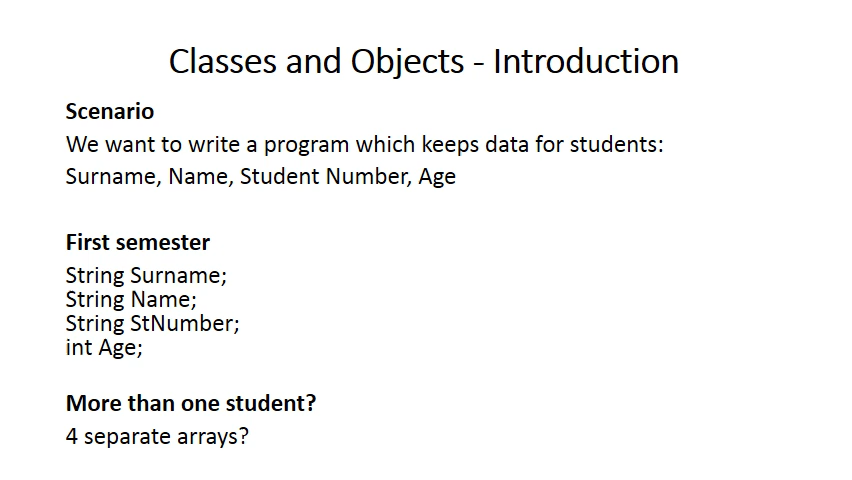 Classes and Objects - Introduction
Scenario
We want to write a program which keeps data for students:
Surname, Name, Student Number, Age
First semester
String Surname;
String Name;
String StNumber;
int Age;
More than one student?
4 separate arrays?